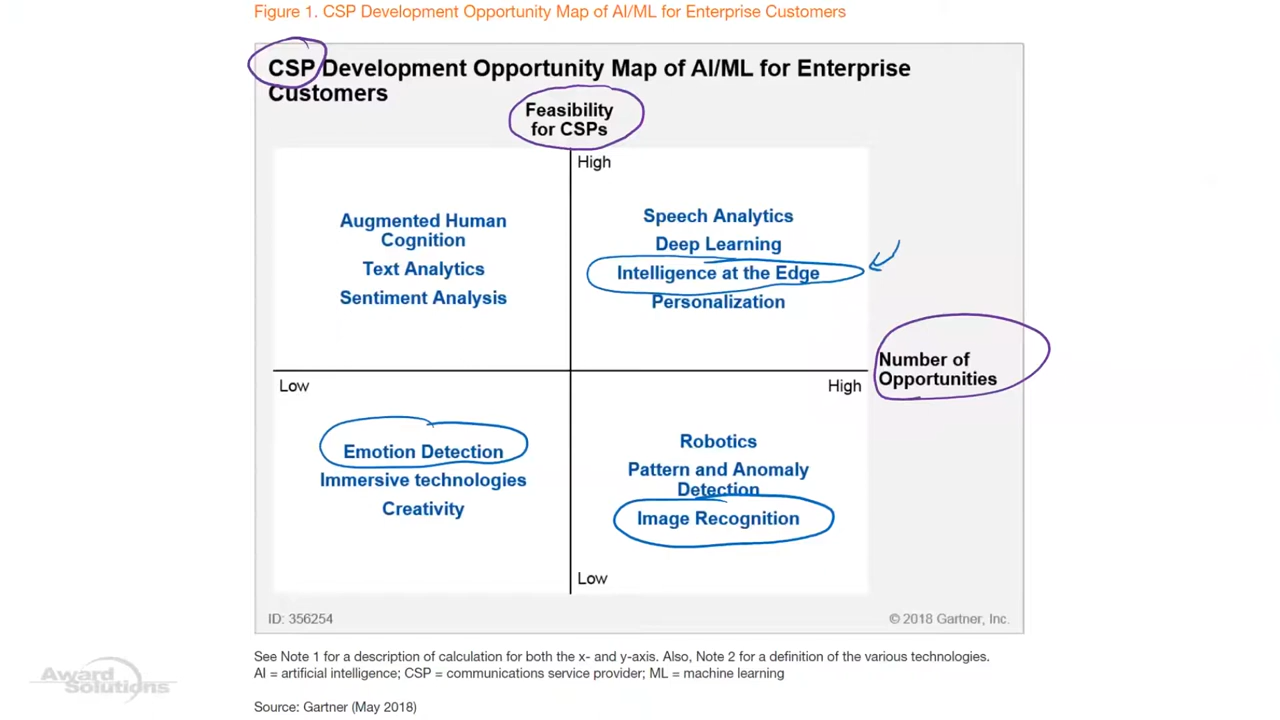 Figure 1. CSP Development Opportunity Map of AI/ML for Enterprise Customers
CSP Development Opportunity Map of AI/ML for Enterprise
Customers
Feasibility
for CSPs
High
Augmented Human
Cognition
Text Analytics
Sentiment Analysis
Speech Analytics
Deep Learning
Intelligence at the Edge
Personalization
Number of
Opportunities
Low
High
Emotion Detection
Immersive technologies
Creativity
Robotics
Pattern and Anomaly
Detection
Image Recognition
Low
ID: 356254
© 2018 Gartner, Inc.
See Note 1 for a description of calculation for both the x- and y-axis. Also, Note 2 for a definition of the various technologies.
AI = artificial intelligence; CSP = communications service provider; ML = machine learning
Award
Solutions
Source: Gartner (May 2018)